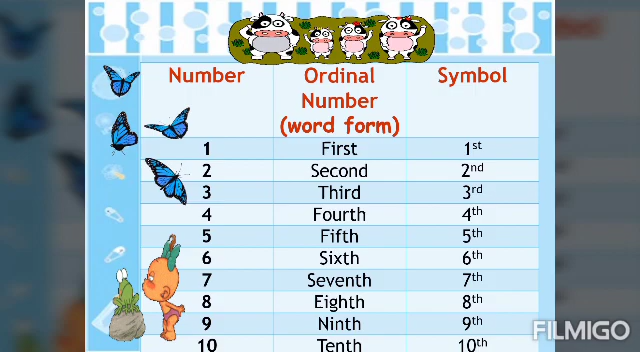 Number Ordinal Number (word form) Symbol
1 First 1st
2 Second 2nd
3 Third 3rd
4 Fourth 4th
5 Fifth 5th
6 Sixth 6th
7 Seventh 7th
8 Eighth 8th
9 Ninth 9th
10 Tenth 10th
FILMIGO